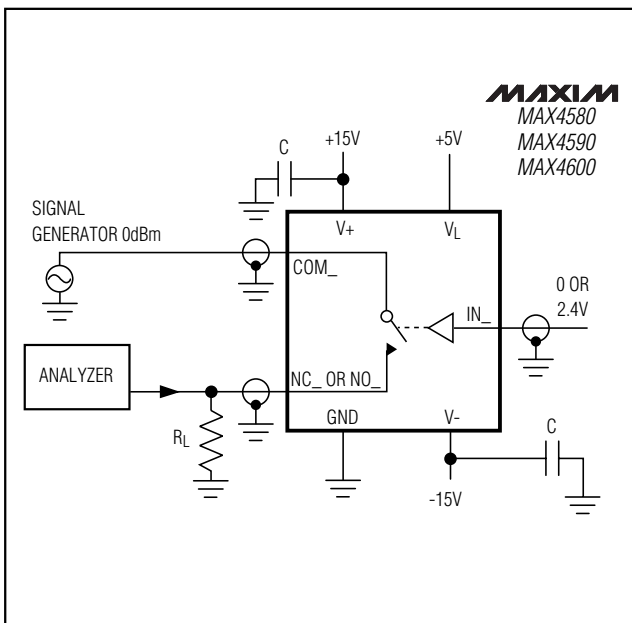 MAXIM
MAX4580
MAX4590
MAX4600
C
+15V
+5V
SIGNAL
GENERATOR 0dBm
V+
VL
COM_
0 OR
2.4V
IN_
ANALYZER
NC_ OR NO_
RL
GND
V-
C
-15V